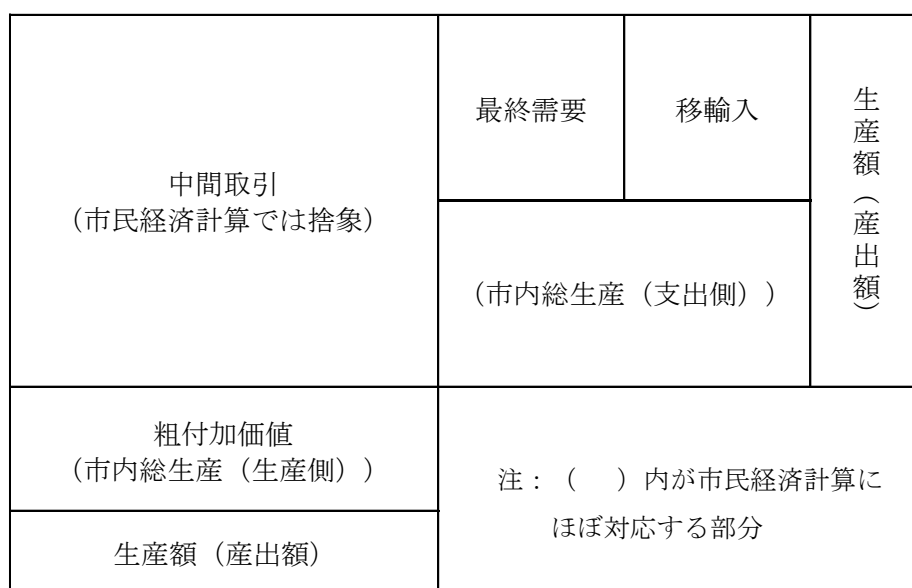 中間取引
（市民経済計算では捨象）
最終需要
移輸入
（市内総生産（支出側））
生産額（産出額）
粗付加価値
（市内総生産（生産側））
生産額（産出額）
注：（　）内が市民経済計算に
ほぼ対応する部分